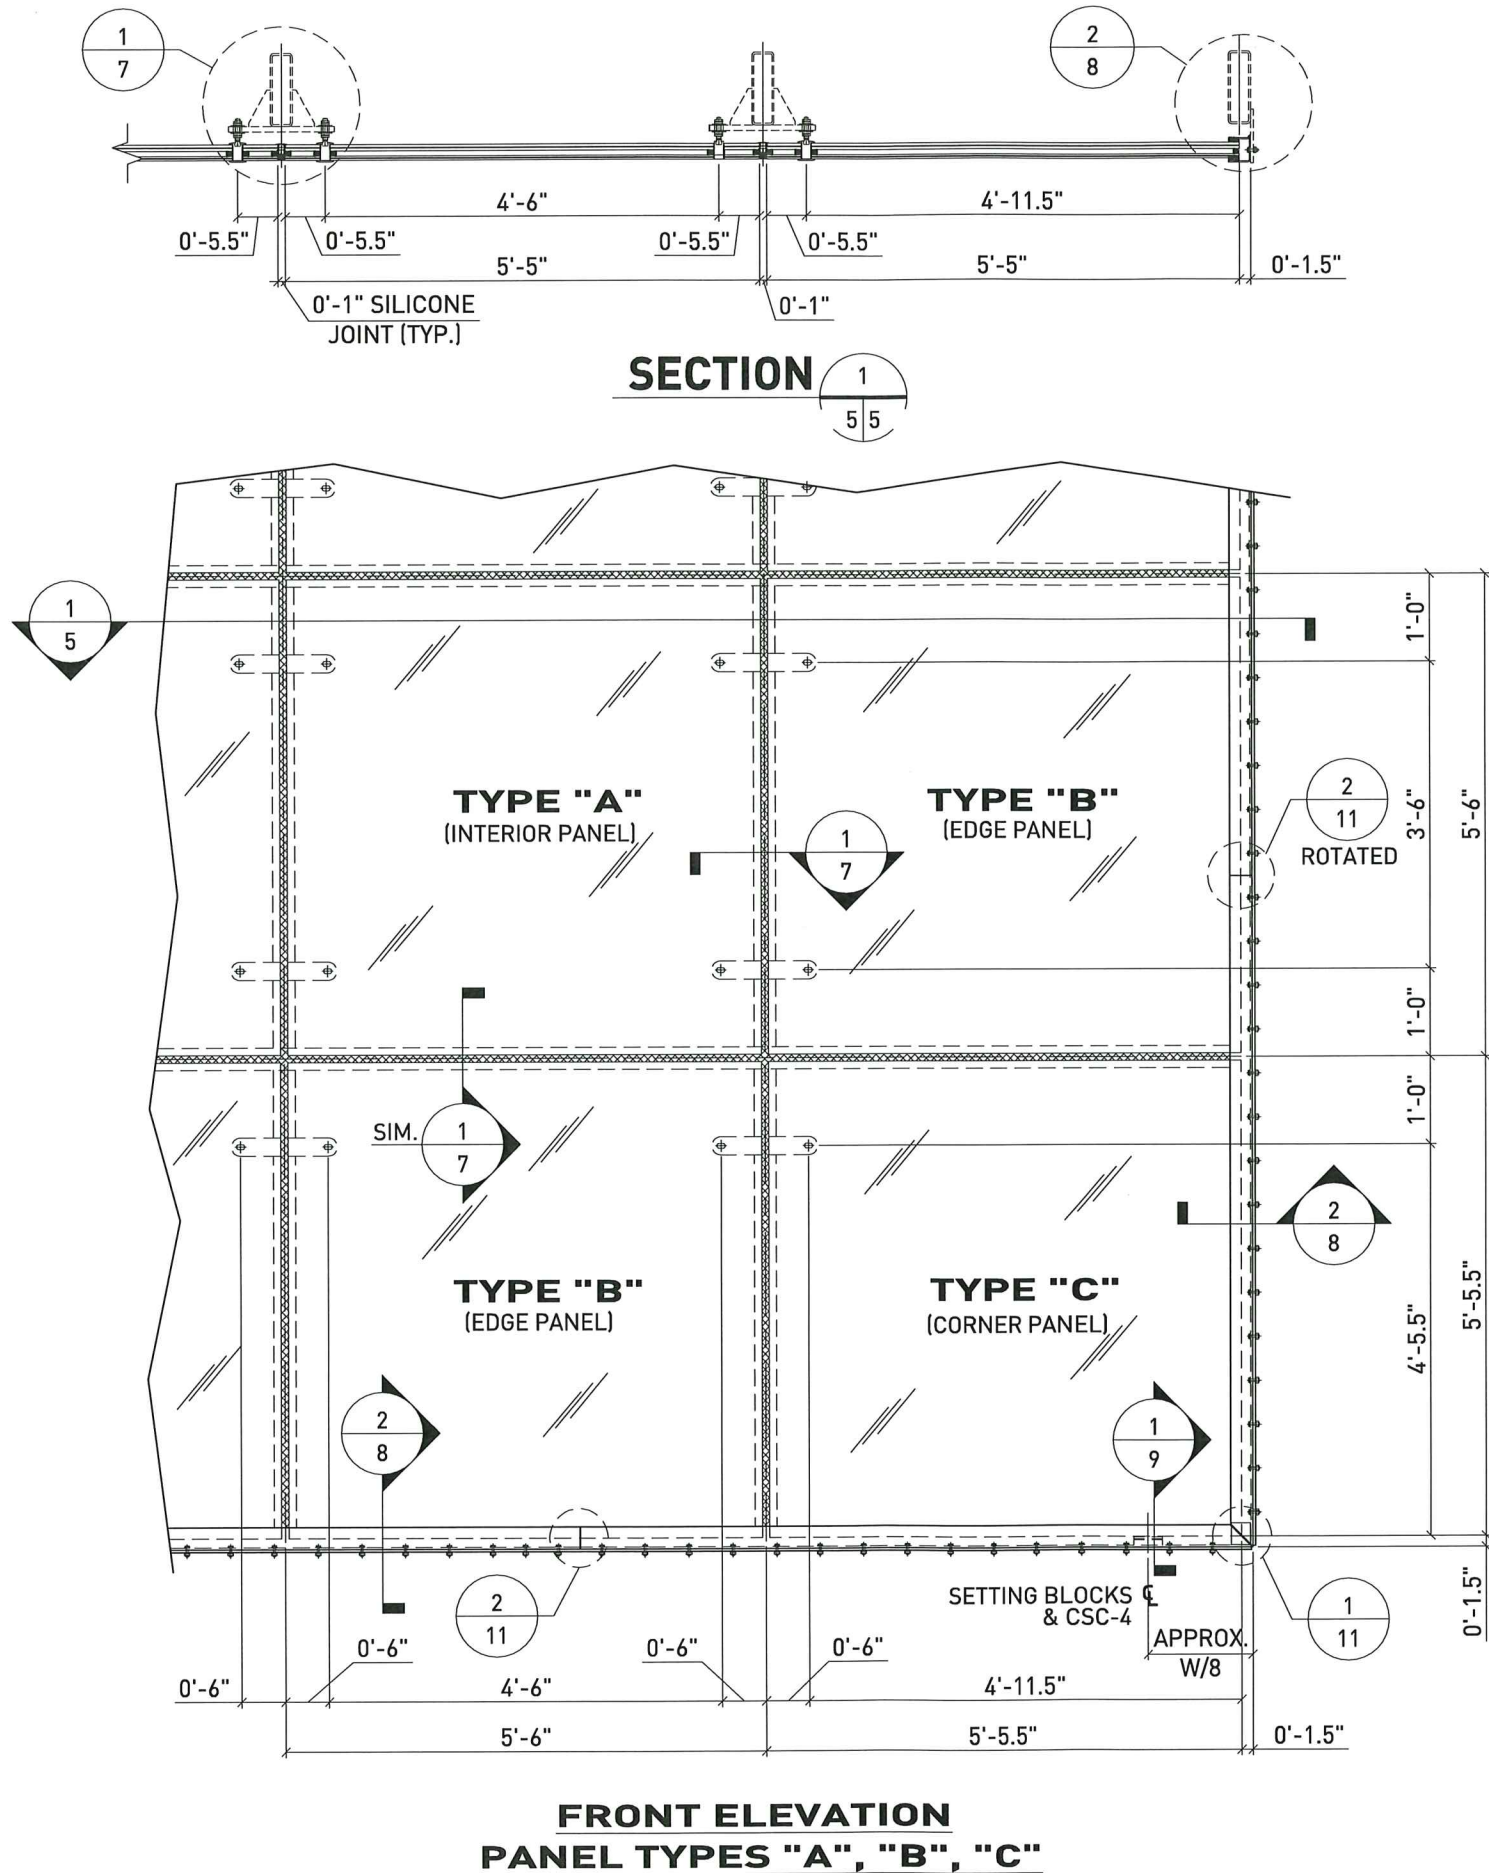 1
7
2
8
4'-6"
4'-11.5"
0'-5.5"
0'-5.5"
0'-5.5"
0'-5.5"
5'-5"
5'-5"
0'-1.5"
0'-1" SILICONE
JOINT (TYP.)
0'-1"
SECTION
1
5
5
1
5
1'-0"
TYPE "A"
(INTERIOR PANEL)
TYPE "B"
(EDGE PANEL)
1
7
2
11
ROTATED
3'-6"
5'-6"
1'-0"
1'-0"
SIM.
1
7
2
8
TYPE "B"
(EDGE PANEL)
TYPE "C"
(CORNER PANEL)
4'-5.5"
5'-5.5"
2
8
1
9
2
11
SETTING BLOCKS ℄
& CSC-4
1
11
0'-1.5"
APPROX.
W/8
0'-6"
0'-6"
4'-6"
0'-6"
0'-6"
4'-11.5"
5'-6"
5'-5.5"
0'-1.5"
FRONT ELEVATION
PANEL TYPES "A", "B", "C"